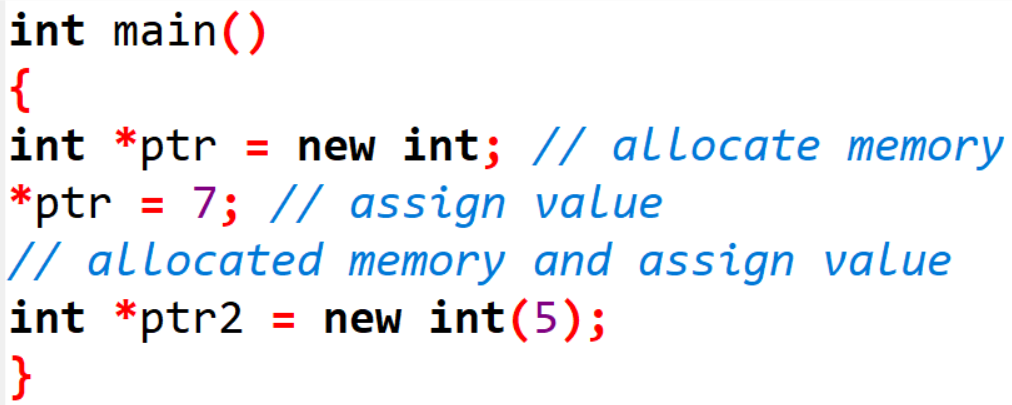 int main()
{
int *ptr = new int; // allocate memory
*ptr = 7; // assign value
// allocated memory and assign value
int *ptr2 = new int(5);
}